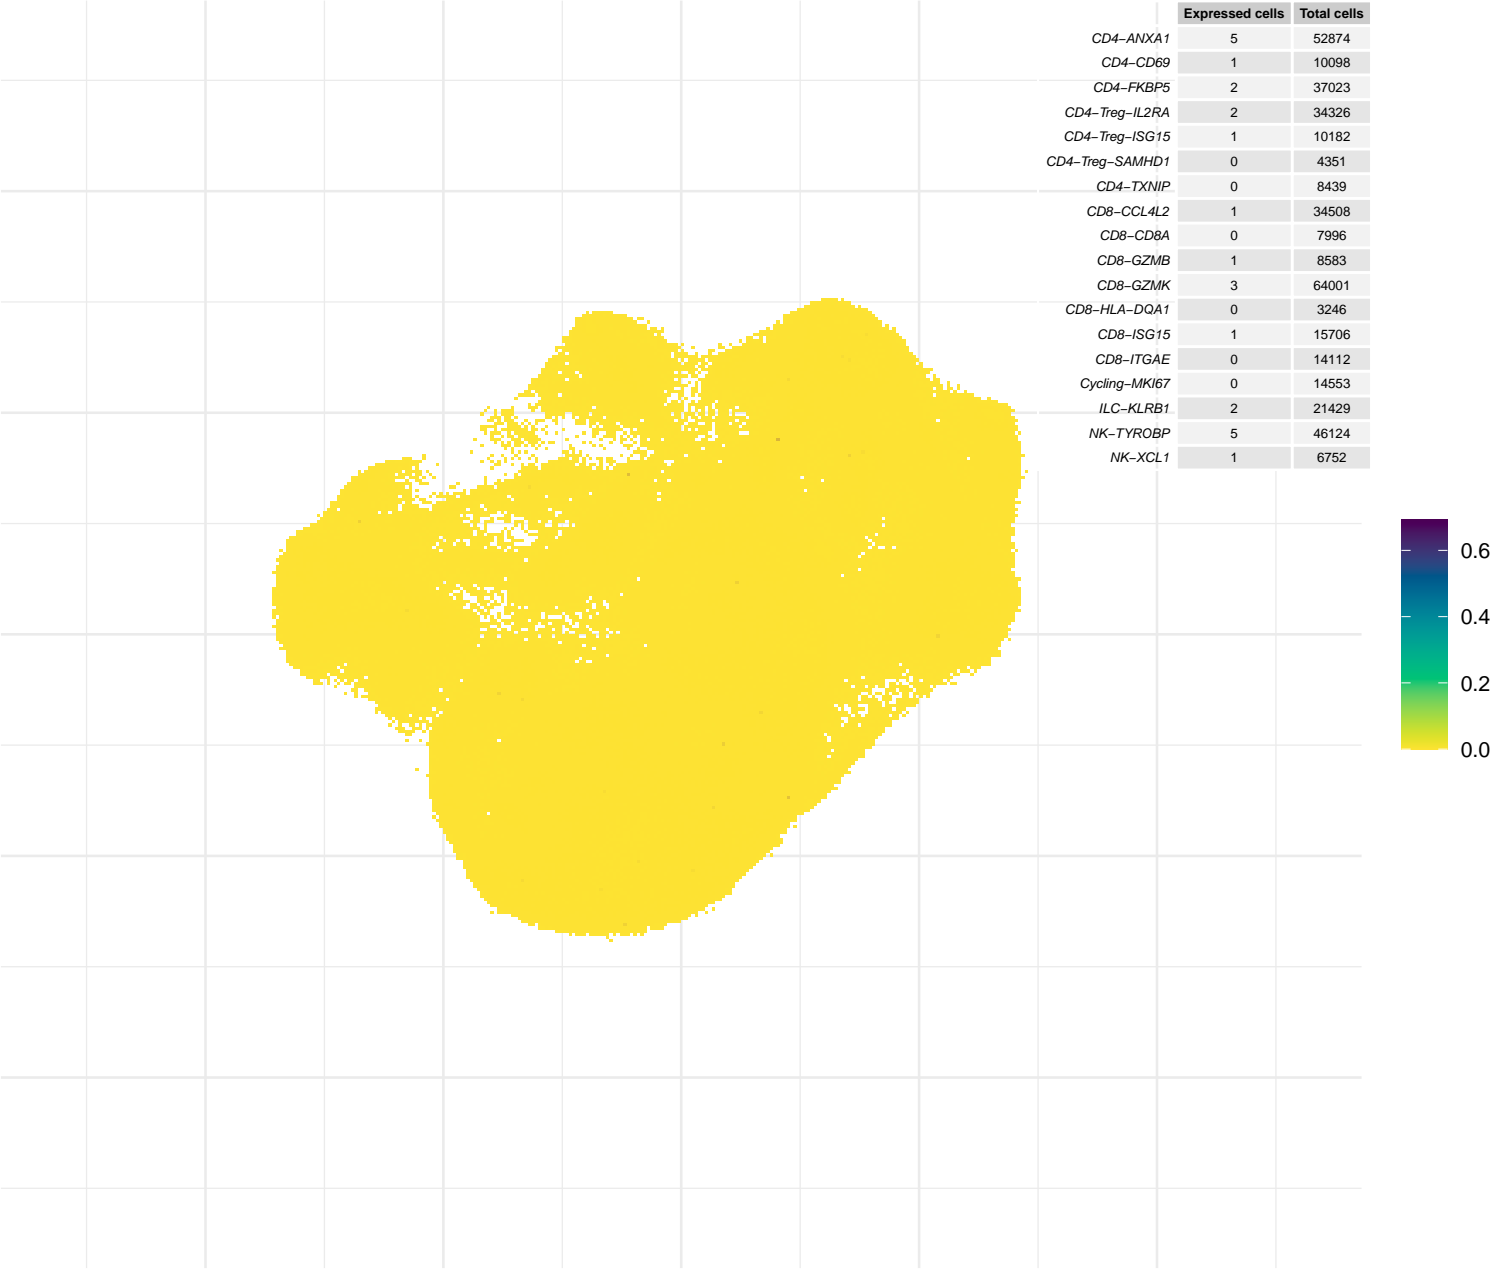 Expressed cells Total cells
CD4−ANXA1 5 52874
CD4−CD69 1 10098
CD4−FKBP5 2 37023
CD4−Treg−IL2RA 2 34326
CD4−Treg−ISG15 1 10182
CD4−Treg−SAMHD1 0 4351
CD4−TXNIP 0 8439
CD8−CCL4L2 1 34508
CD8−CD8A 0 7996
CD8−GZMB 1 8583
CD8−GZMK 3 64001
CD8−HLA−DQA1 0 3246
CD8−ISG15 1 15706
CD8−ITGAE 0 14112
Cycling−MKI67 0 14553
ILC−KLRB1 2 21429
NK−TYROBP 5 46124
NK−XCL1 1 6752
0.6
0.4
0.2
0.0